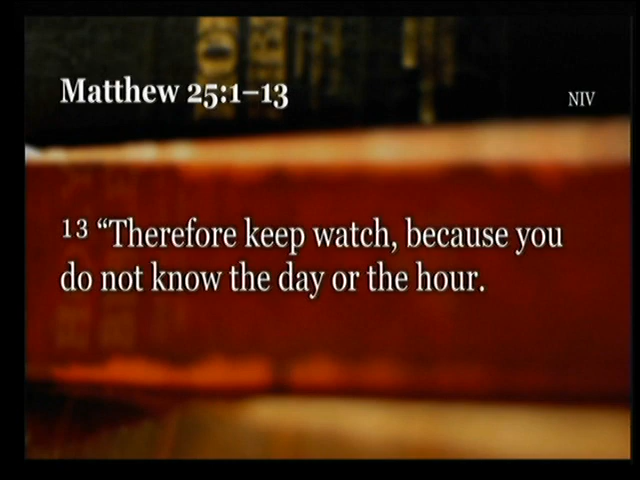 Matthew 25:1–13
NIV
13 “Therefore keep watch, because you
do not know the day or the hour.